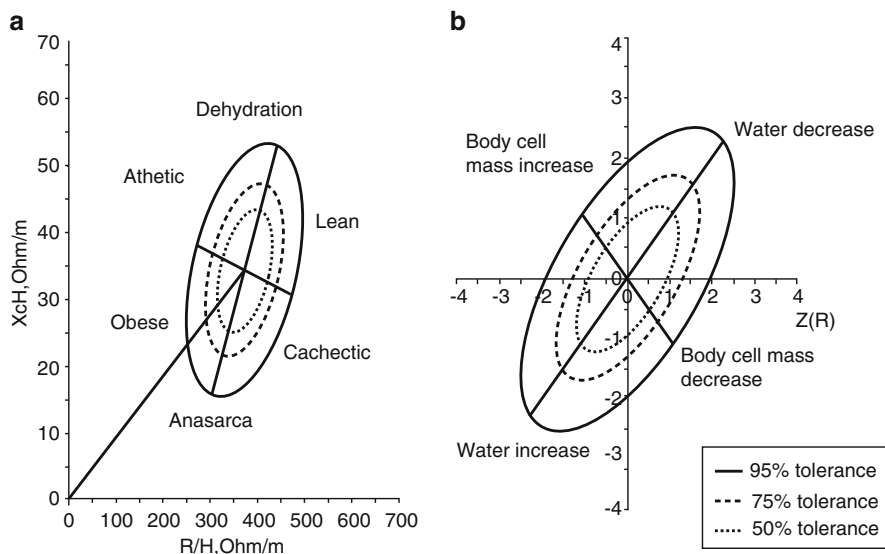 a
70
60
50
40
30
20
10
0
XcH,Ohm/m
0 100 200 300 400 500 600 700
R/H,Ohm/m
Dehydration
Athetic
Lean
Obese
Cachectic
Anasarca
b
4
3
2
1
0
-1
-2
-3
-4
-4 -3 -2 -1 0 1 2 3 4
Z(R)
Water decrease
Body cell
mass increase
Body cell mass
decrease
Water increase
95% tolerance
75% tolerance
50% tolerance